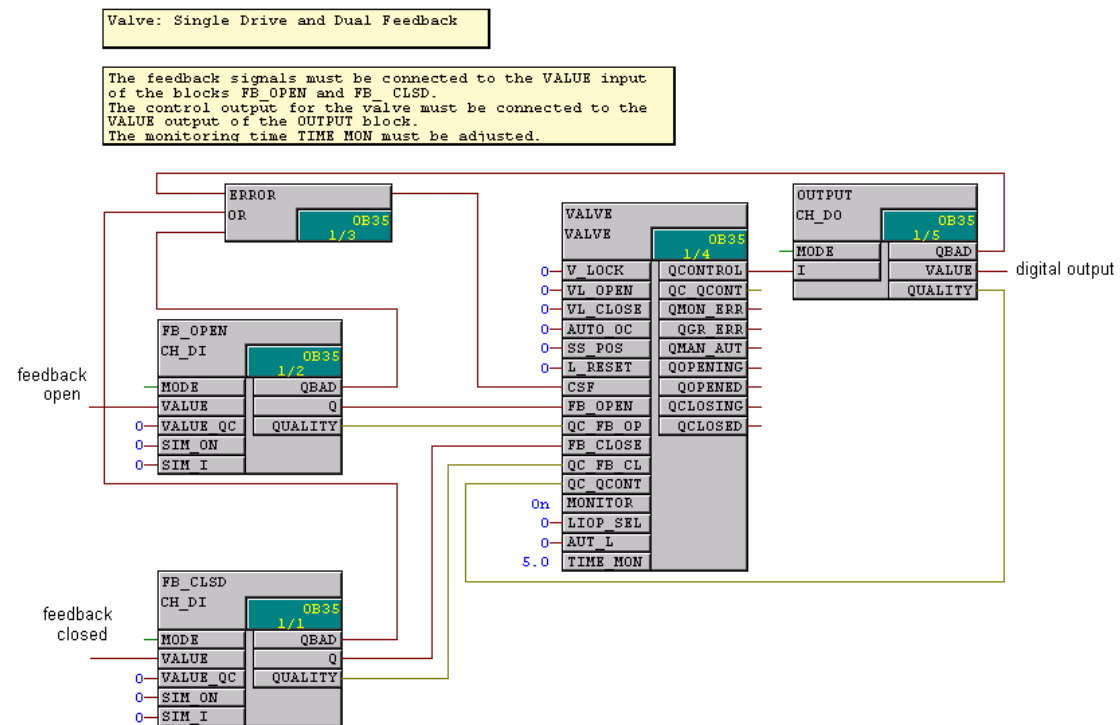 Valve: Single Drive and Dual Feedback
The feedback signals must be connected to the VALUE input
of the blocks FB_OPEN and FB_ CLSD.
The control output for the valve must be connected to the
VALUE output of the OUTPUT block.
The monitoring time TIME MON must be adjusted.
ERROR
OR
OB35
1/3
VALVE
VALVE
OB35
1/4
0 V_LOCK QCONTROL
0 VL_OPEN QC_QCONT
0 VL_CLOSE QMON_ERR
0 AUTO_OC QGR_ERR
0 SS_POS QMAN_AUT
0 L_RESET QOPENING
CSF QOPENED
FB_OPEN QCLOSING
QC_FB_OP QCLOSED
FB_CLOSE
QC_FB_CL
QC_QCONT
On MONITOR
0 LIOP_SEL
0 AUT_L
5.0 TIME_MON
OUTPUT
CH_DO
OB35
1/5
MODE QBAD
I VALUE
QUALITY
digital output
FB_OPEN
CH_DI
OB35
1/2
feedback
open
MODE QBAD
VALUE Q
0 VALUE_QC QUALITY
0 SIM_ON
0 SIM_I
FB_CLSD
CH_DI
OB35
1/1
feedback
closed
MODE QBAD
VALUE Q
0 VALUE_QC QUALITY
0 SIM_ON
0 SIM_I